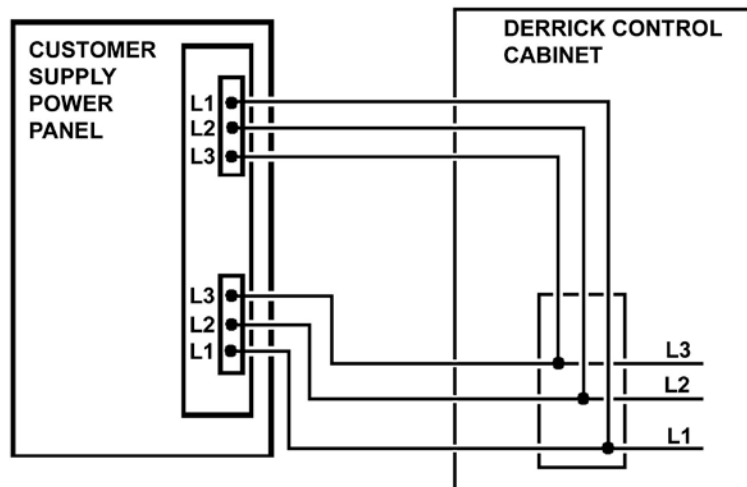 CUSTOMER
SUPPLY
POWER
PANEL
DERRICK CONTROL
CABINET
L1
L2
L3
L3
L2
L1
L3
L2
L1